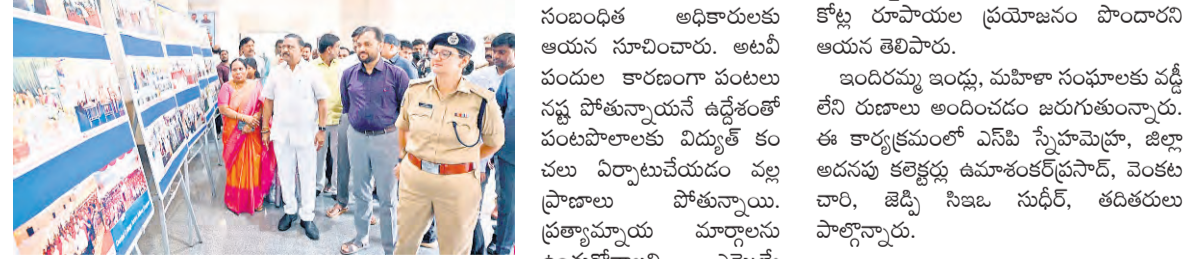 సంబంధిత అధికారులకు
ఆయన సూచించారు. అటవీ
పందుల కారణంగా పంటలు
నష్ట పోతున్నాయనే ఉద్దేశంతో
పంటపొలాలకు విద్యుత్ కం
చలు ఏర్పాటుచేయడం వల్ల
ప్రాణాలు పోతున్నాయి.
ప్రత్యామ్నాయ మార్గాలను
కోట్ల రూపాయల ప్రయోజనం పొందారని
ఆయన తెలిపారు.
ఇందిరమ్మ ఇండ్లు, మహిళా సంఘాలకు వడ్డీ
లేని రుణాలు అందించడం జరుగుతున్నారు.
ఈ కార్యక్రమంలో ఎస్‌పి స్నేహమెహ్ర, జిల్లా
అదనపు కలెక్టర్లు ఉమాశంకర్‌ప్రసాద్, వెంకట
చారి, జెడ్పి సిఇఒ సుధీర్, తదితరులు
పాల్గొన్నారు.